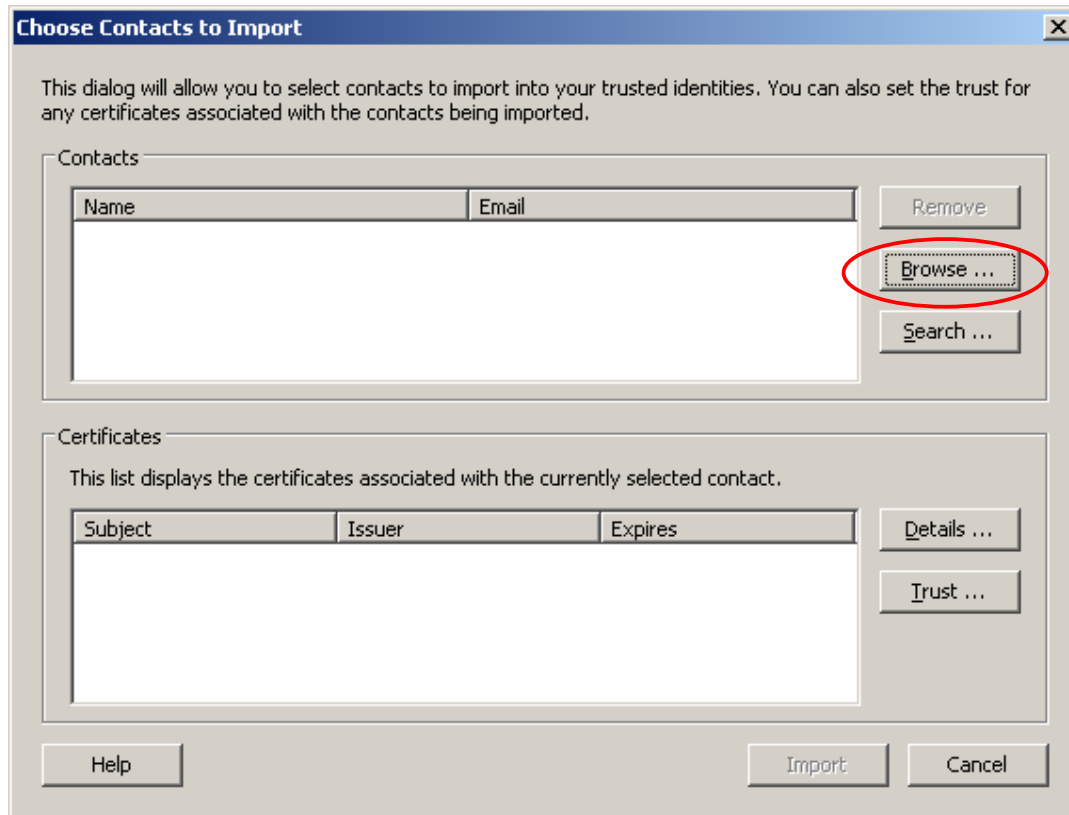 Choose Contacts to Import
This dialog will allow you to select contacts to import into your trusted identities. You can also set the trust for
any certificates associated with the contacts being imported.
Contacts
Name Email
Remove
Browse ...
Search ...
Certificates
This list displays the certificates associated with the currently selected contact.
Subject Issuer Expires
Details ...
Trust ...
Help Import Cancel